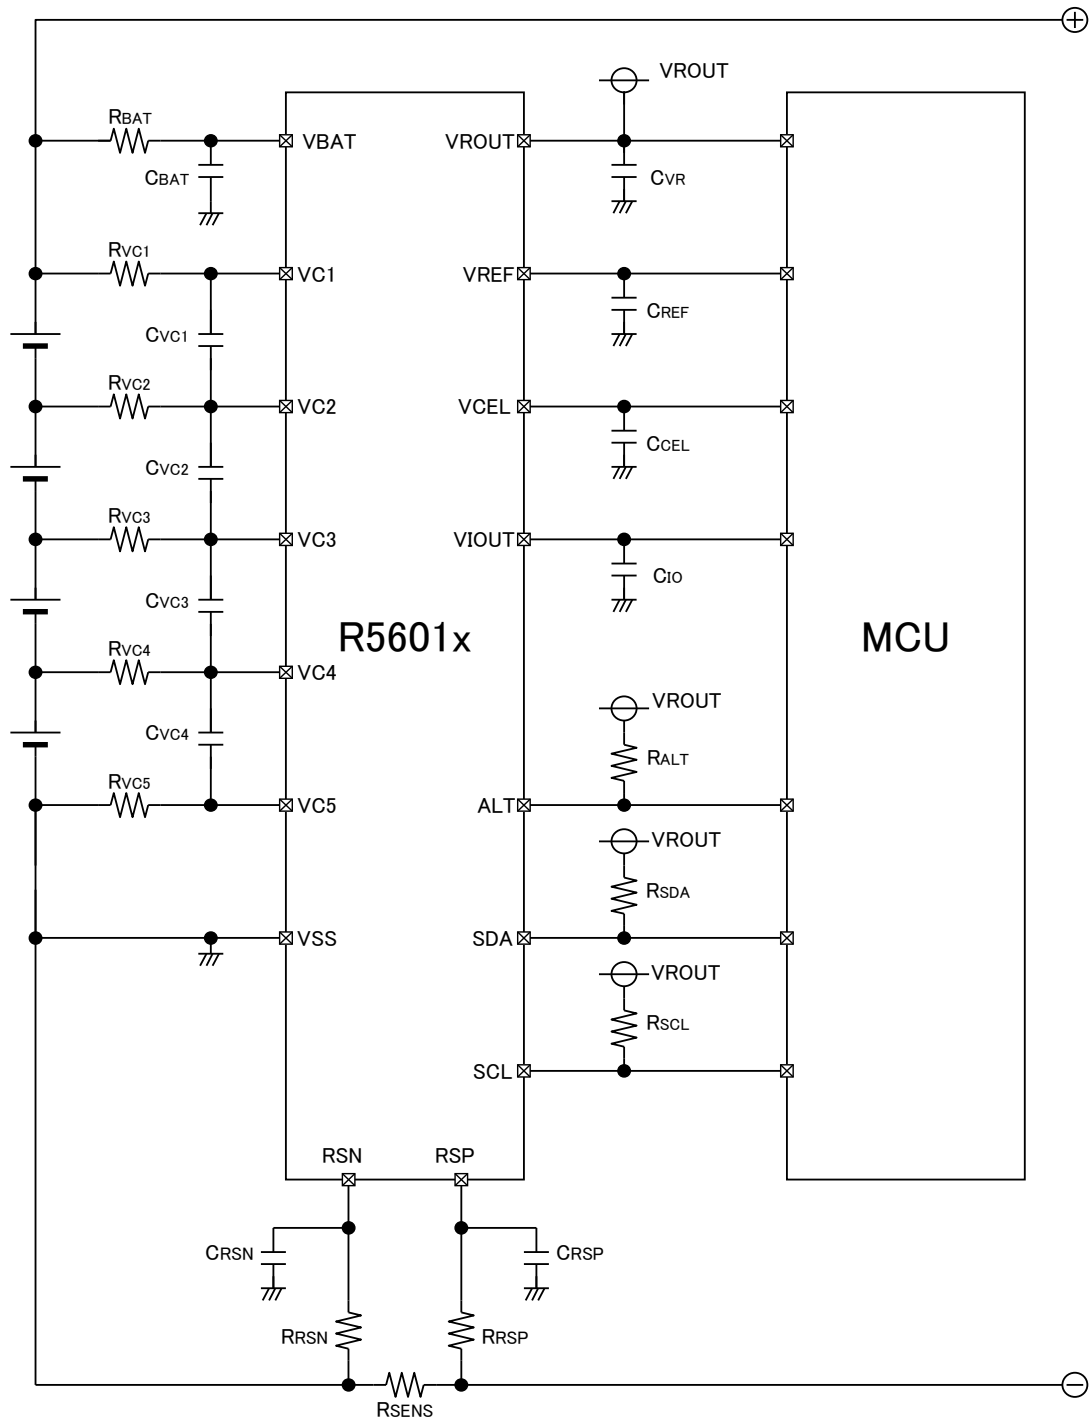 VROUT
RBAT
VBAT
VROUT
CBAT
CVR
RVC1
VC1
VREF
CREF
CVC1
RVC2
VC2
VCEL
CCEL
CVC2
RVC3
VC3
VIOUT
CIO
CVC3
R5601x
MCU
RVC4
VC4
VROUT
CVC4
RALT
RVC5
VC5
ALT
VROUT
RSDA
VSS
SDA
VROUT
RSCL
SCL
RSN
RSP
CRSN
CRSP
RRSN
RRSP
RSENS